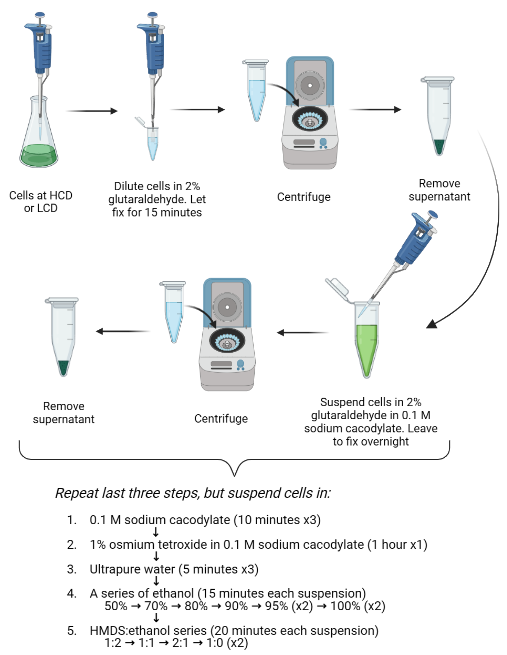 Cells at HCD
or LCD
Dilute cells in 2%
glutaraldehyde. Let
fix for 15 minutes
Centrifuge
Remove
supernatant
Remove
supernatant
Centrifuge
Suspend cells in 2%
glutaraldehyde in 0.1 M
sodium cacodylate. Leave
to fix overnight
Repeat last three steps, but suspend cells in:
1. 0.1 M sodium cacodylate (10 minutes x3)
↓
2. 1% osmium tetroxide in 0.1 M sodium cacodylate (1 hour x1)
↓
3. Ultrapure water (5 minutes x3)
↓
4. A series of ethanol (15 minutes each suspension)
50% → 70% → 80% → 90% → 95% (x2) → 100% (x2)
↓
5. HMDS:ethanol series (20 minutes each suspension)
1:2 → 1:1 → 2:1 → 1:0 (x2)